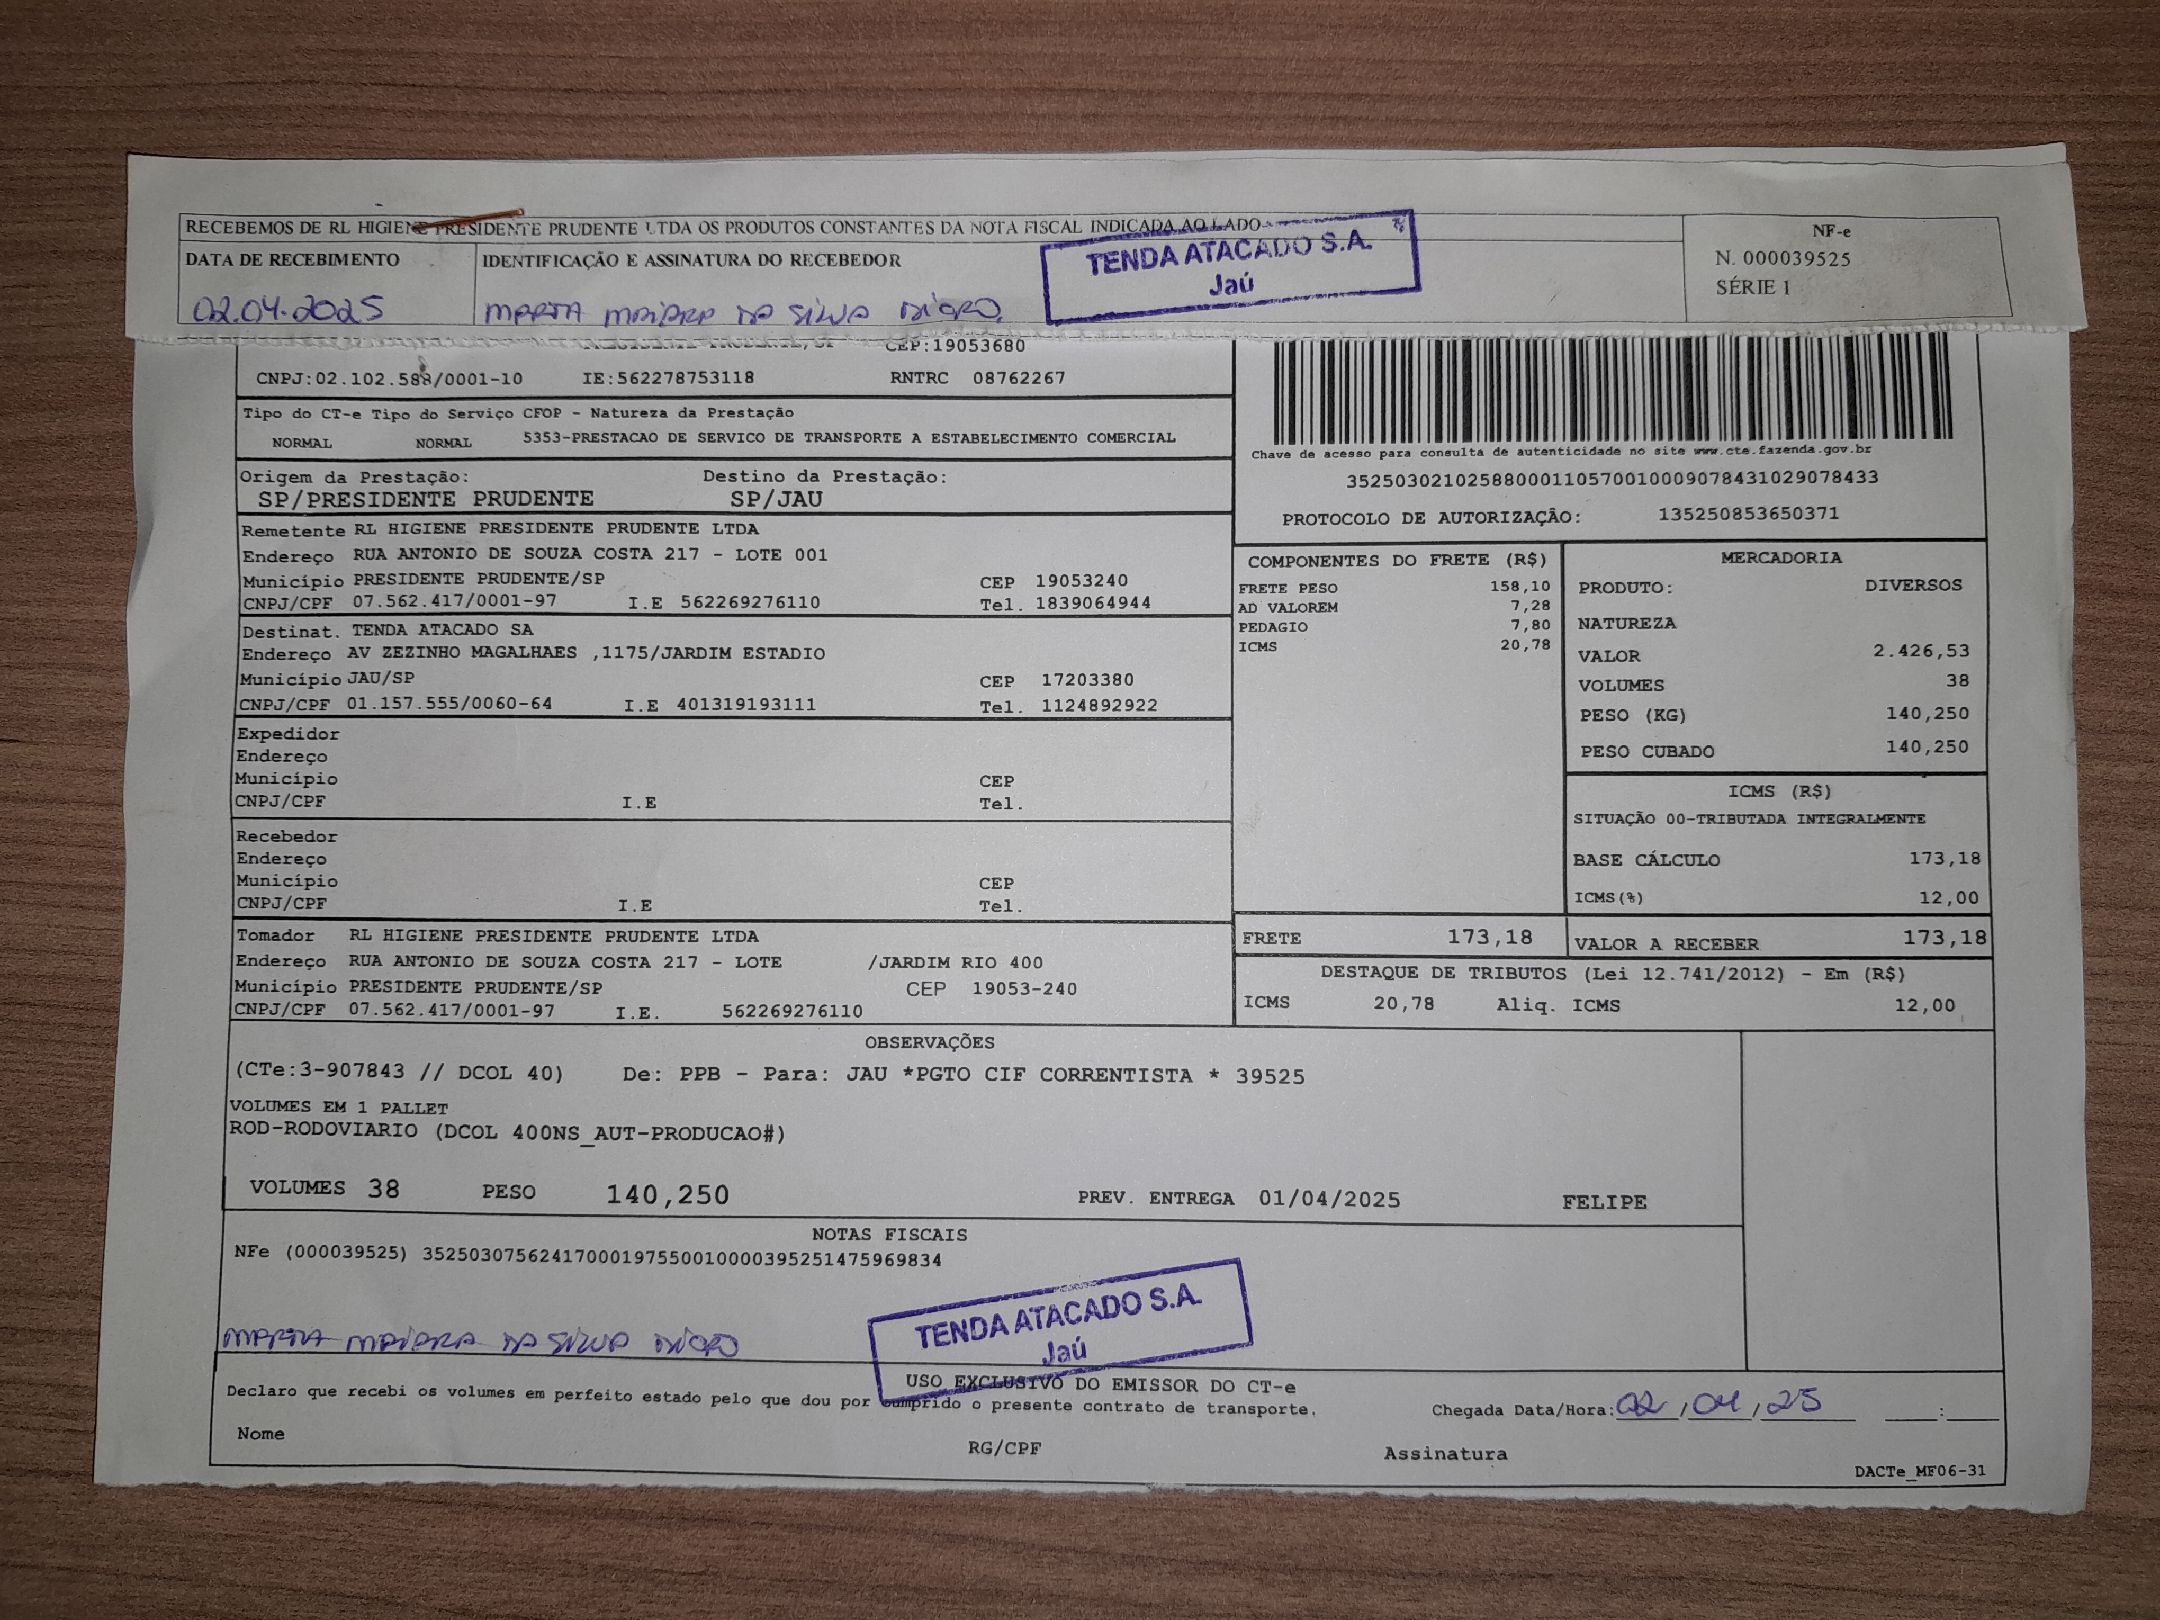 RECEBEMOS DE RL HIGIENE PRESIDENTE PRUDENTE LTDA OS PRODUTOS CONSTANTES DA NOTA FISCAL INDICADA AO LADO
DATA DE RECEBIMENTO
IDENTIFICAÇÃO E ASSINATURA DO RECEBEDOR
02.04.2025
MARTA MAIARA DA SILVA
TENDA ATACADO S.A.
Jaú
NF-e
N. 000039525
SÉRIE 1
CEP:19053680
CNPJ:02.102.588/0001-10 IE:562278753118 RNTRC 08762267
Tipo do CT-e Tipo do Serviço CFOP - Natureza da Prestação
NORMAL NORMAL 5353-PRESTACAO DE SERVICO DE TRANSPORTE A ESTABELECIMENTO COMERCIAL
Origem da Prestação: Destino da Prestação:
SP/PRESIDENTE PRUDENTE SP/JAU
Chave de acesso para consulta de autenticidade no site www.cte.fazenda.gov.br
35250302102588000110570010009078431029078433
PROTOCOLO DE AUTORIZAÇÃO: 135250853650371
Remetente RL HIGIENE PRESIDENTE PRUDENTE LTDA
Endereço RUA ANTONIO DE SOUZA COSTA 217 - LOTE 001
Município PRESIDENTE PRUDENTE/SP CEP 19053240
CNPJ/CPF 07.562.417/0001-97 I.E 562269276110 Tel. 1839064944
Destinat. TENDA ATACADO SA
Endereço AV ZEZINHO MAGALHAES ,1175/JARDIM ESTADIO
Município JAU/SP CEP 17203380
CNPJ/CPF 01.157.555/0060-64 I.E 401319193111 Tel. 1124892922
Expedidor
Endereço
Município CEP
CNPJ/CPF I.E Tel.
Recebedor
Endereço
Município CEP
CNPJ/CPF I.E Tel.
Tomador RL HIGIENE PRESIDENTE PRUDENTE LTDA
Endereço RUA ANTONIO DE SOUZA COSTA 217 - LOTE /JARDIM RIO 400
Município PRESIDENTE PRUDENTE/SP CEP 19053-240
CNPJ/CPF 07.562.417/0001-97 I.E. 562269276110
COMPONENTES DO FRETE (R$)
FRETE PESO 158,10
AD VALOREM 7,28
PEDAGIO 7,80
ICMS 20,78
MERCADORIA
PRODUTO: DIVERSOS
NATUREZA
VALOR 2.426,53
VOLUMES 38
PESO (KG) 140,250
PESO CUBADO 140,250
ICMS (R$)
SITUAÇÃO 00-TRIBUTADA INTEGRALMENTE
BASE CÁLCULO 173,18
ICMS(%) 12,00
FRETE 173,18 VALOR A RECEBER 173,18
DESTAQUE DE TRIBUTOS (Lei 12.741/2012) - Em (R$)
ICMS 20,78 Aliq. ICMS 12,00
OBSERVAÇÕES
(CTe:3-907843 // DCOL 40) De: PPB - Para: JAU *PGTO CIF CORRENTISTA * 39525
VOLUMES EM 1 PALLET
ROD-RODOVIARIO (DCOL 400NS_AUT-PRODUCAO#)
VOLUMES 38 PESO 140,250 PREV. ENTREGA 01/04/2025 FELIPE
NOTAS FISCAIS
NFe (000039525) 35250307562417000197550010000395251475969834
MARTA MAIARA DA SILVA
TENDA ATACADO S.A.
Jaú
USO EXCLUSIVO DO EMISSOR DO CT-e
Declaro que recebi os volumes em perfeito estado pelo que dou por cumprido o presente contrato de transporte.
Chegada Data/Hora: 02/04/25 __:__
Nome RG/CPF Assinatura
DACTe_MF06-31